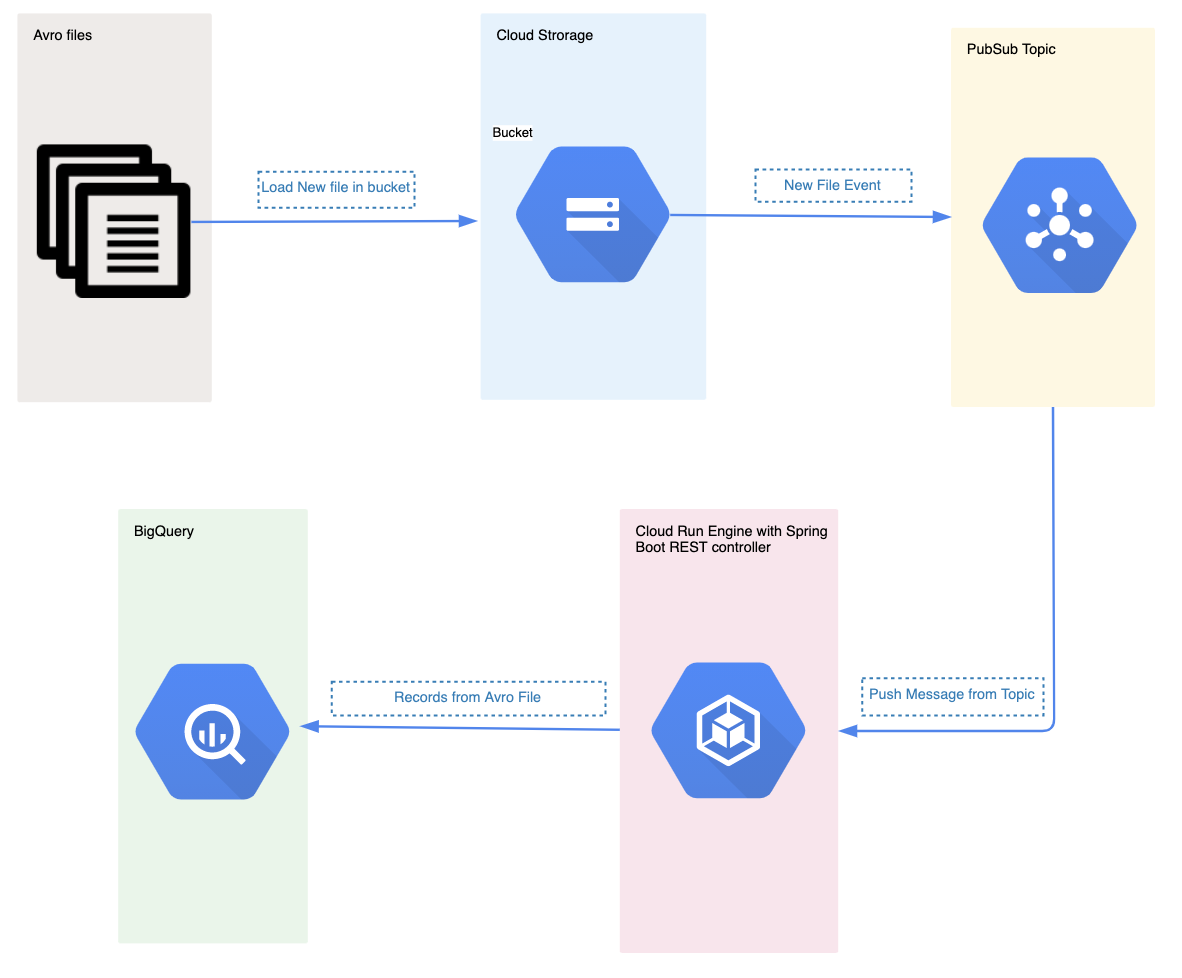 Avro files
Cloud Strorage
PubSub Topic
Bucket
Load New file in bucket
New File Event
BigQuery
Cloud Run Engine with Spring
Boot REST controller
Records from Avro File
Push Message from Topic